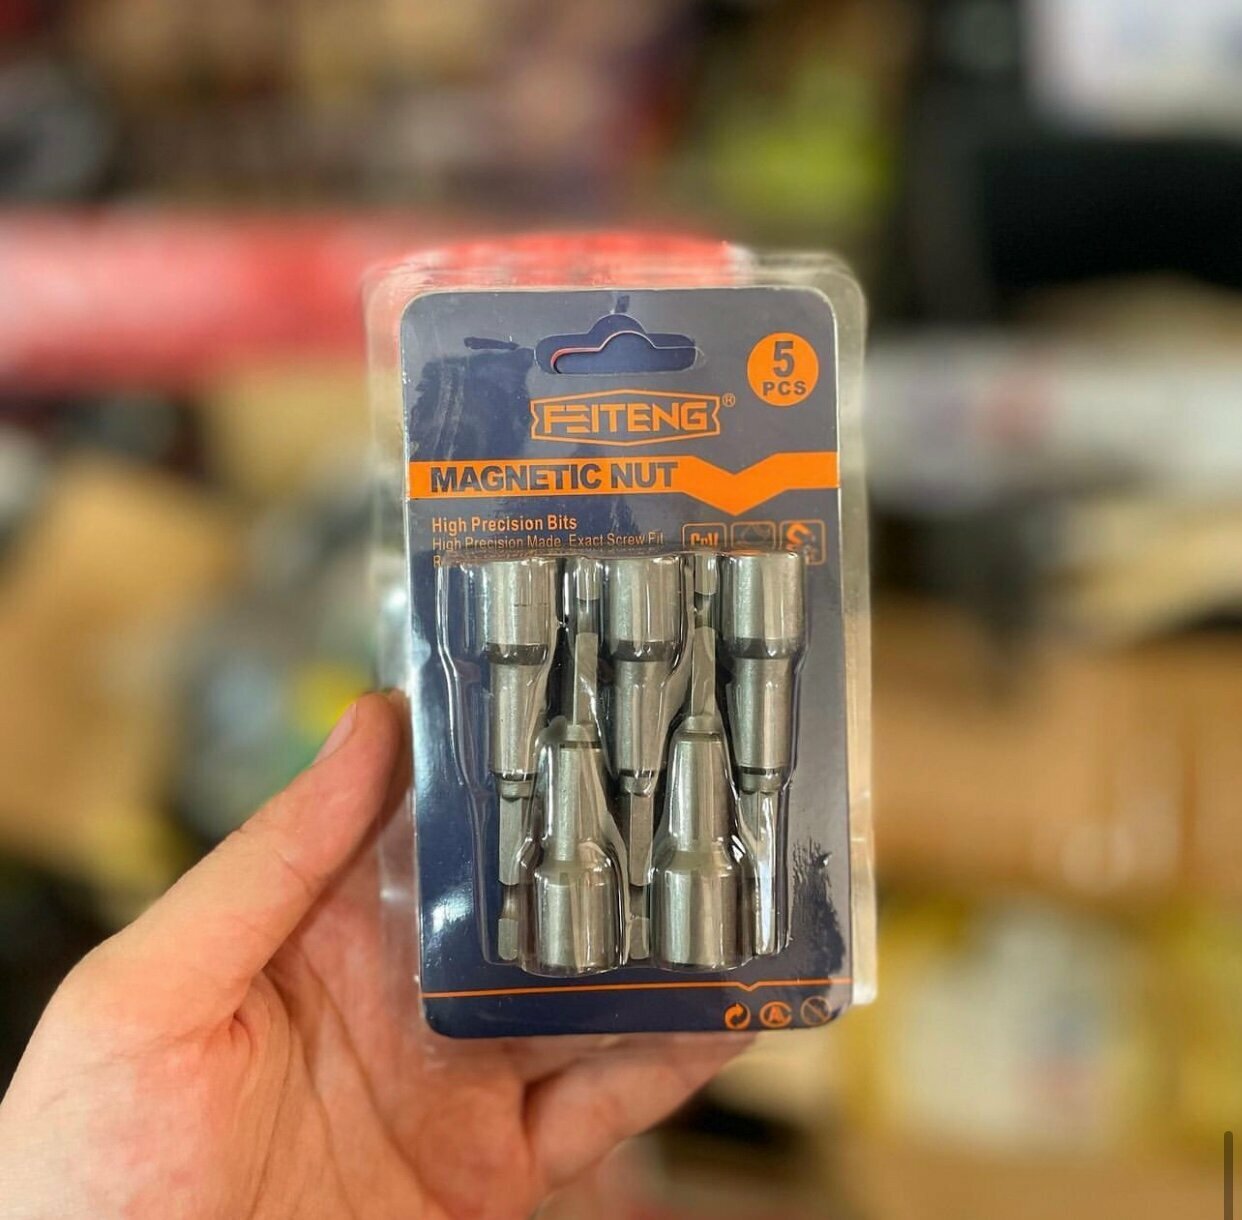 5
PCS
FEITENG®
MAGNETIC NUT
High Precision Bits
High Precision Made, Exact Screw Fit
CrV